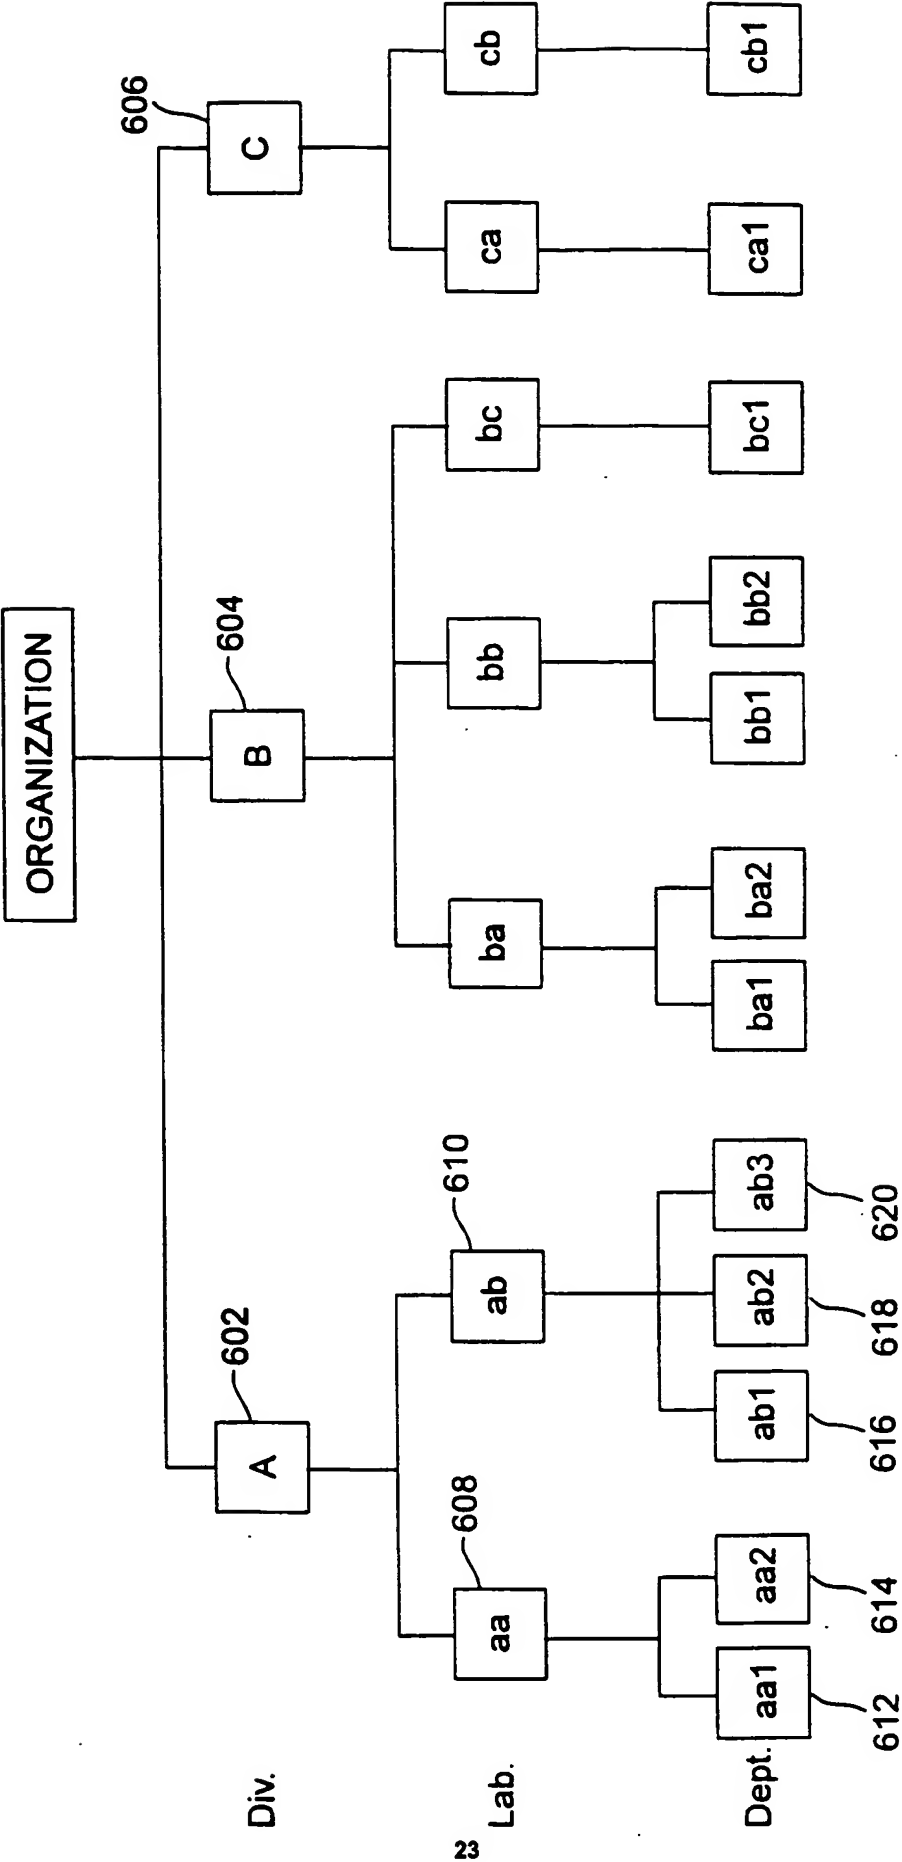 ORGANIZATION
602
604
606
Div.
A
B
C
608
610
Lab.
aa
ab
ba
bb
bc
ca
cb
Dept.
aa1
aa2
ab1
ab2
ab3
ba1
ba2
bb1
bb2
bc1
ca1
cb1
612
614
616
618
620
23